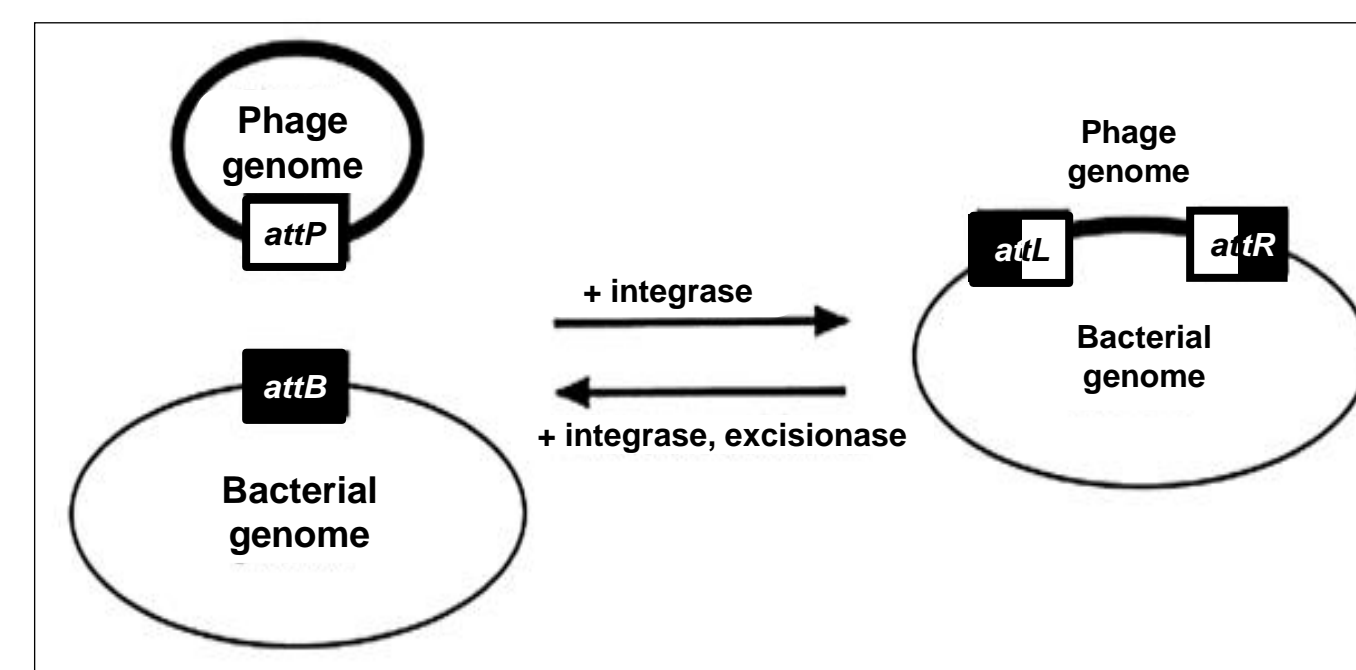 Phage
genome
attP
attB
Bacterial
genome
+ integrase
+ integrase, excisionase
Phage
genome
attL
attR
Bacterial
genome